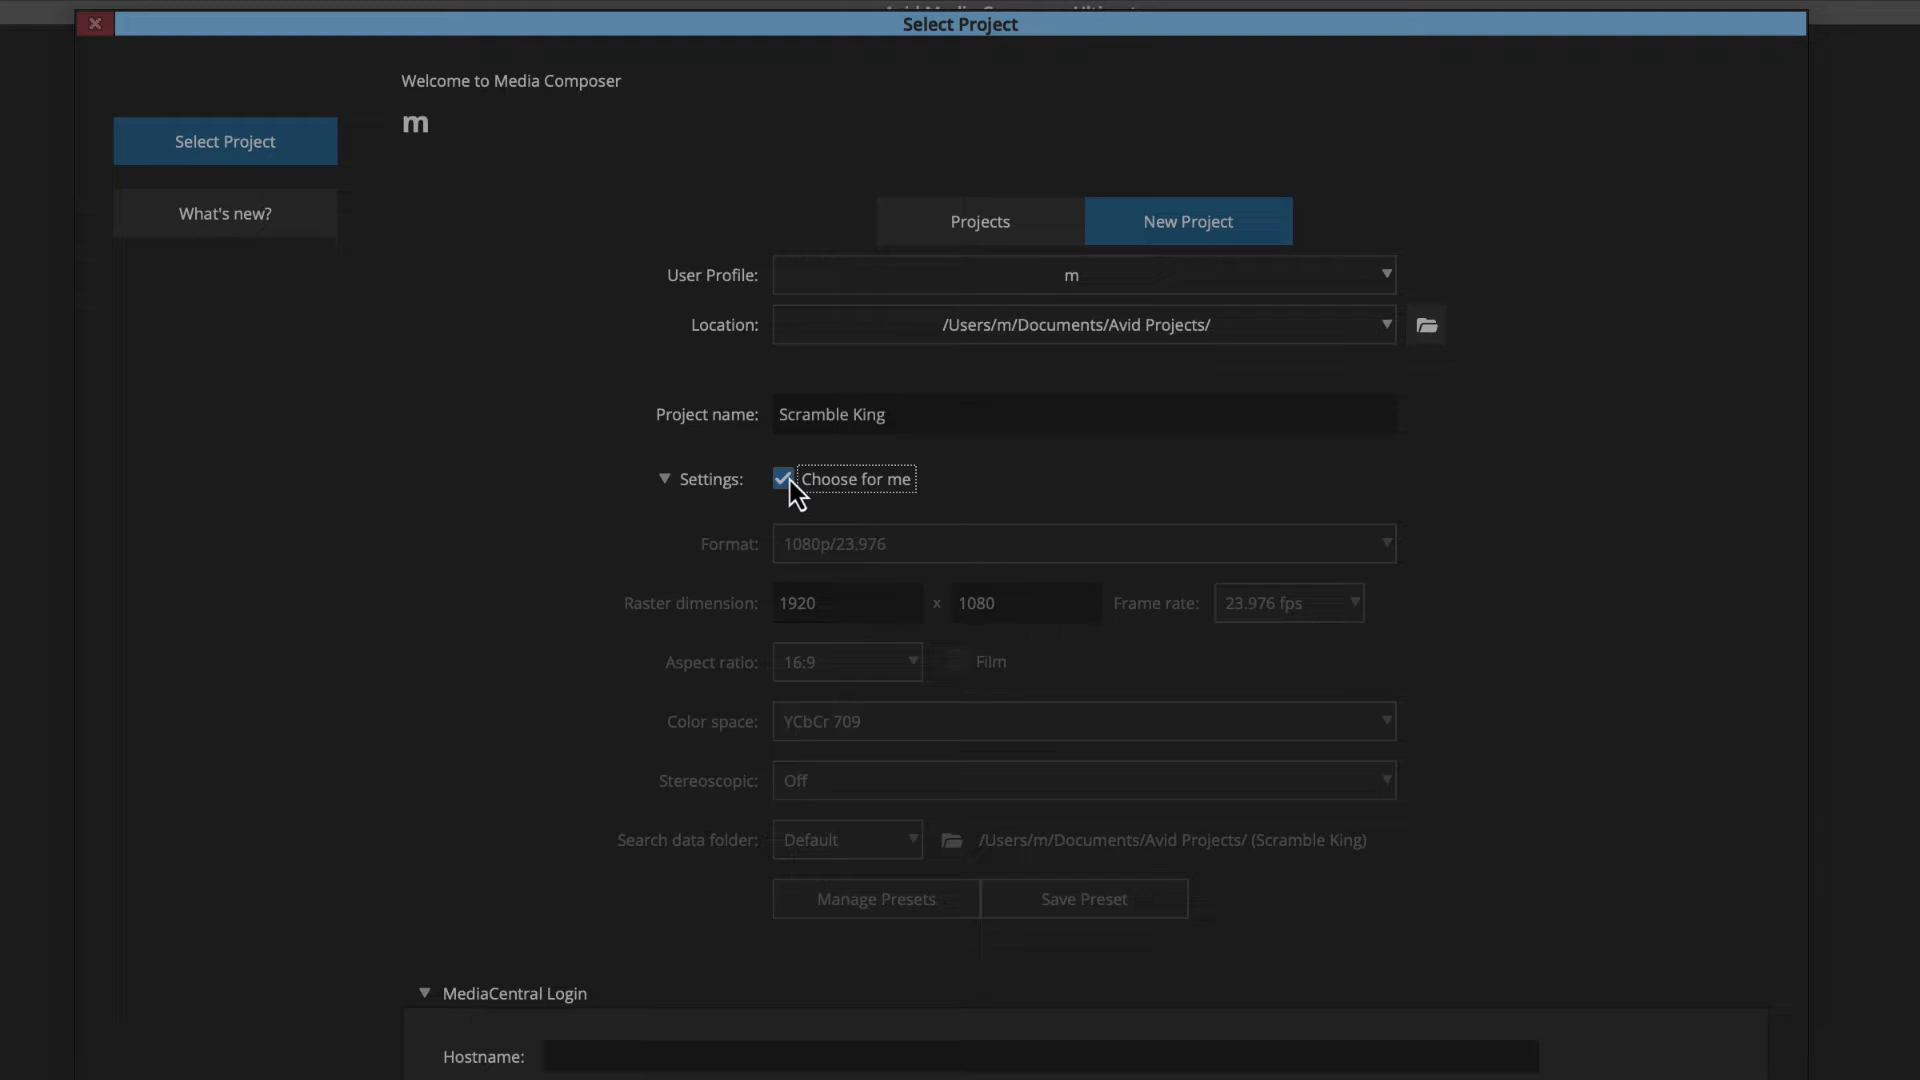 Select Project
Welcome to Media Composer
m
Select Project
What's new?
Projects
New Project
User Profile: m
Location: /Users/m/Documents/Avid Projects/
Project name: Scramble King
Settings: Choose for me
Format: 1080p/23.976
Raster dimension: 1920 x 1080 Frame rate: 23.976 fps
Aspect ratio: 16:9 Film
Color space: YCbCr 709
Stereoscopic: Off
Search data folder: Default /Users/m/Documents/Avid Projects/ (Scramble King)
Manage Presets
Save Preset
MediaCentral Login
Hostname: